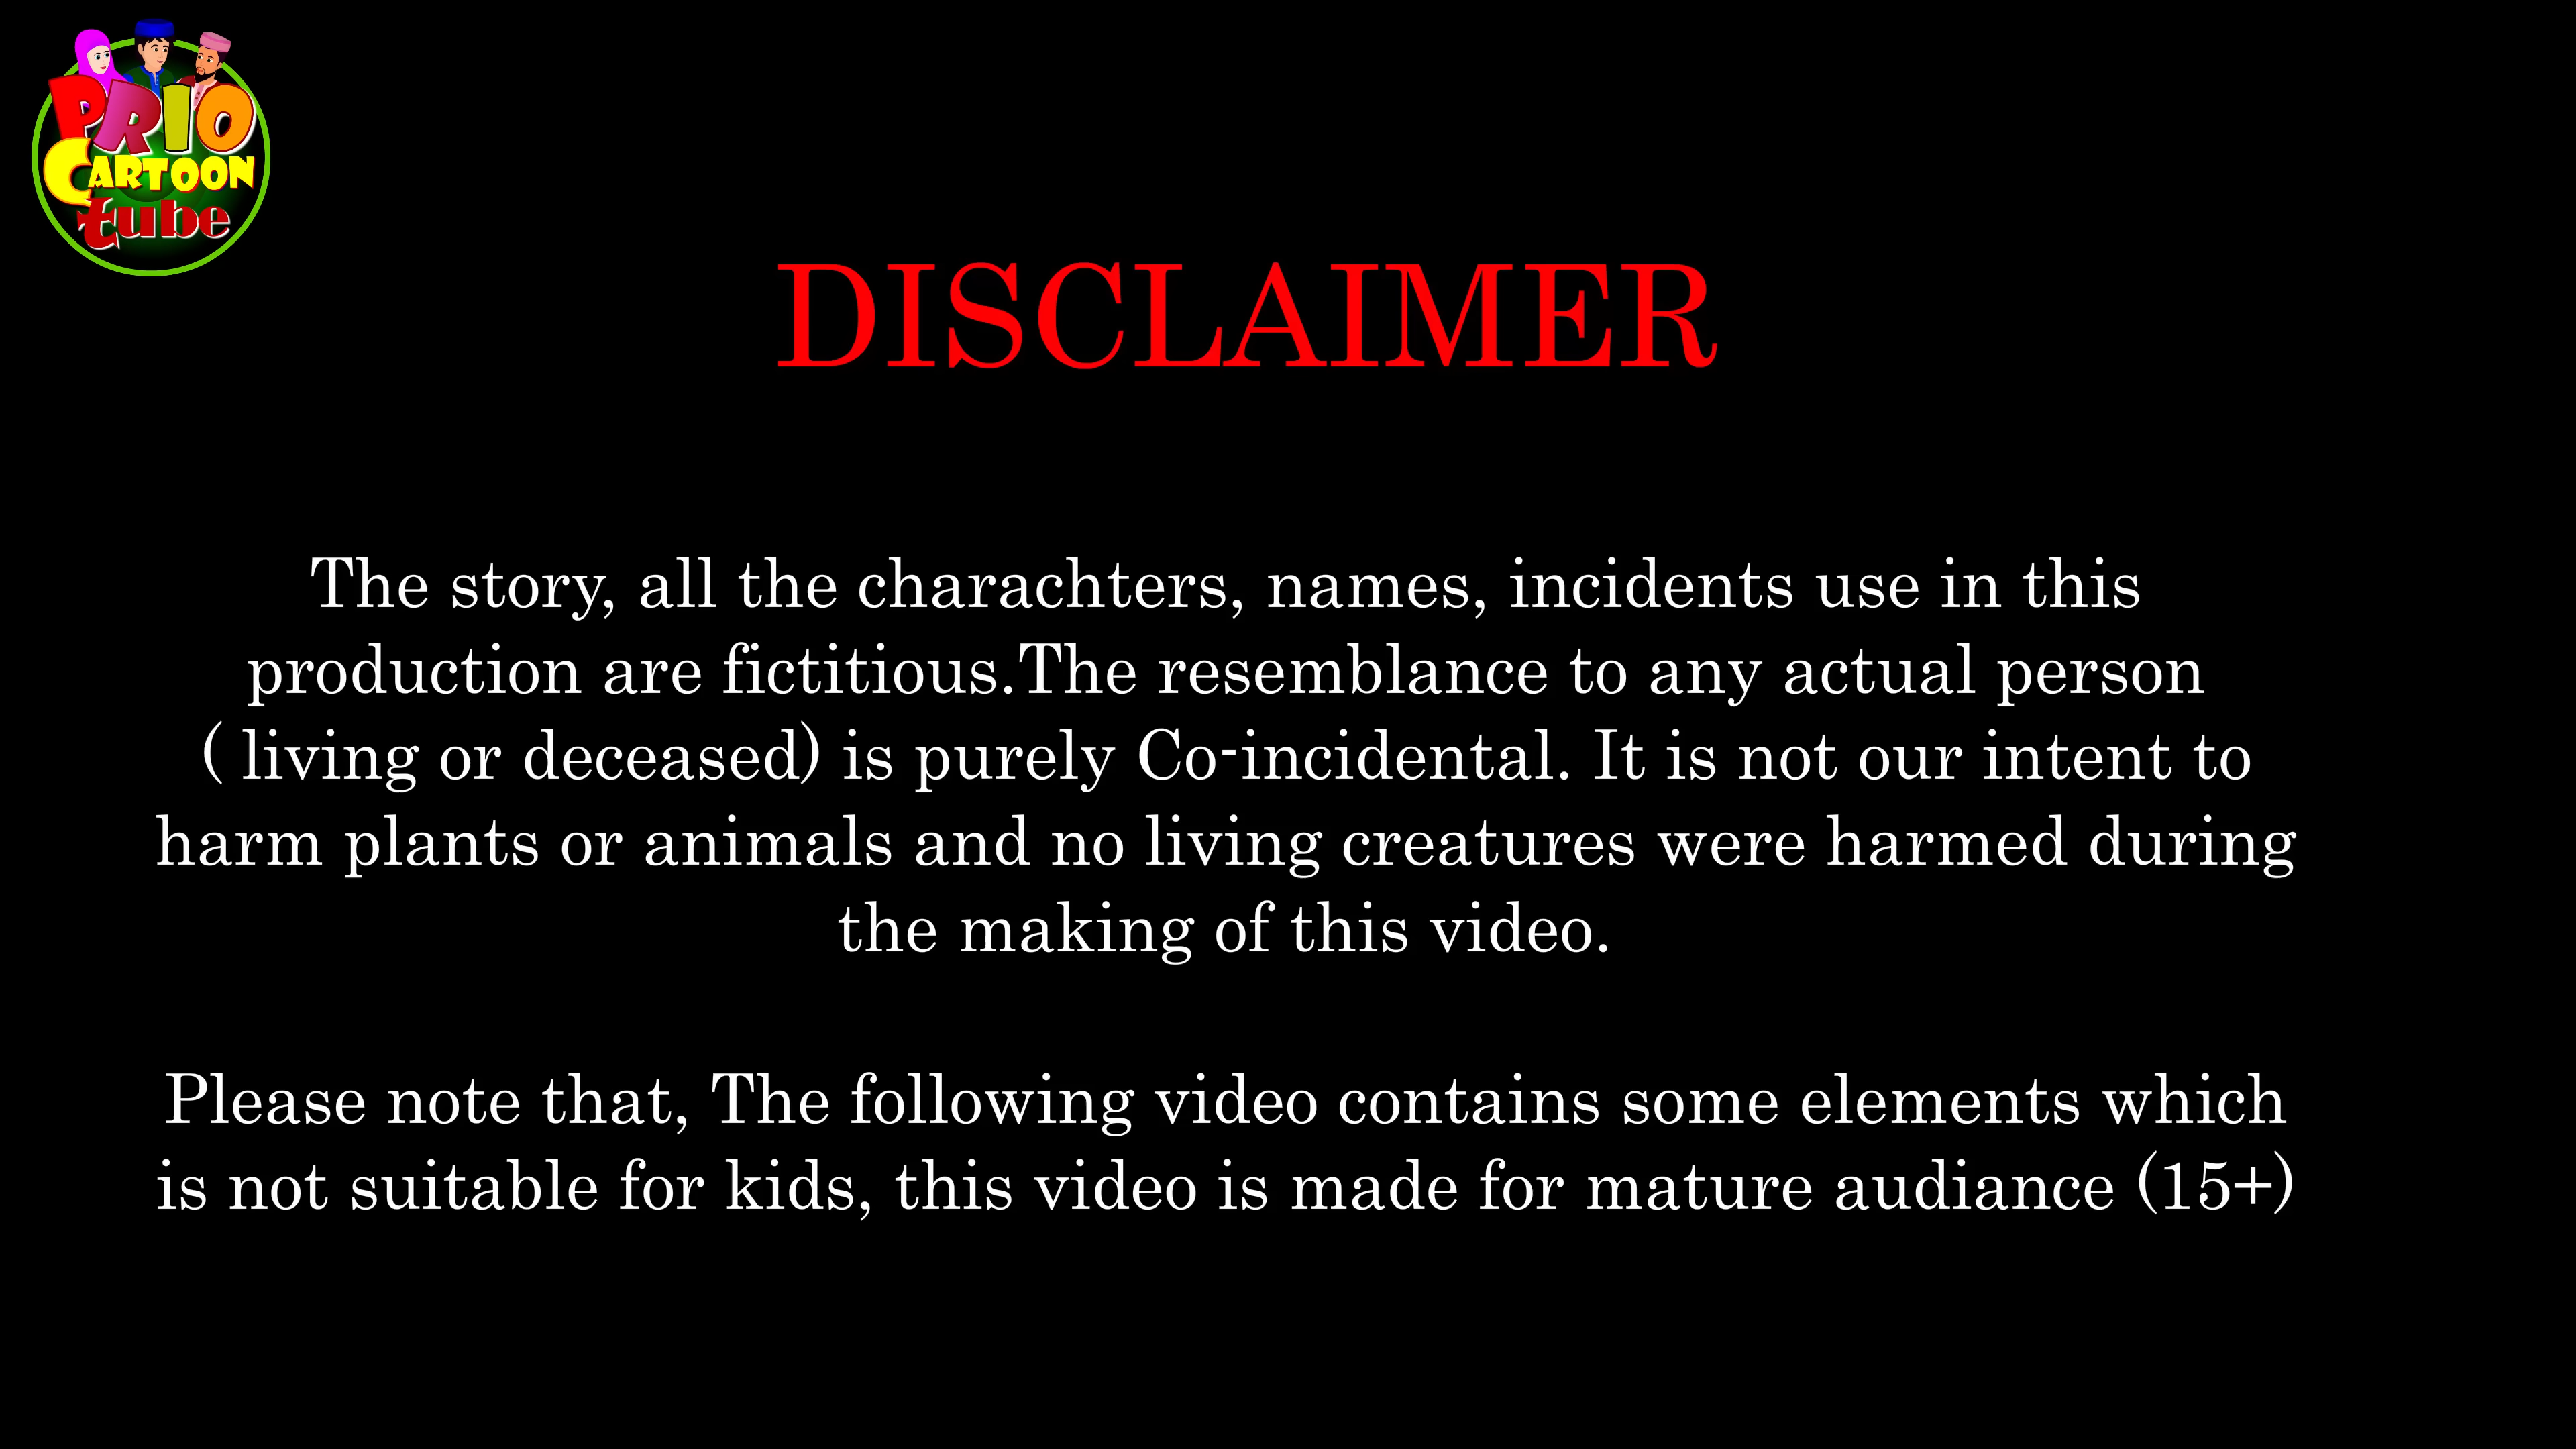 PRIO
CARTOON
tube
DISCLAIMER
The story, all the charachters, names, incidents use in this
production are fictitious.The resemblance to any actual person
( living or deceased) is purely Co-incidental. It is not our intent to
harm plants or animals and no living creatures were harmed during
the making of this video.
Please note that, The following video contains some elements which
is not suitable for kids, this video is made for mature audiance (15+)